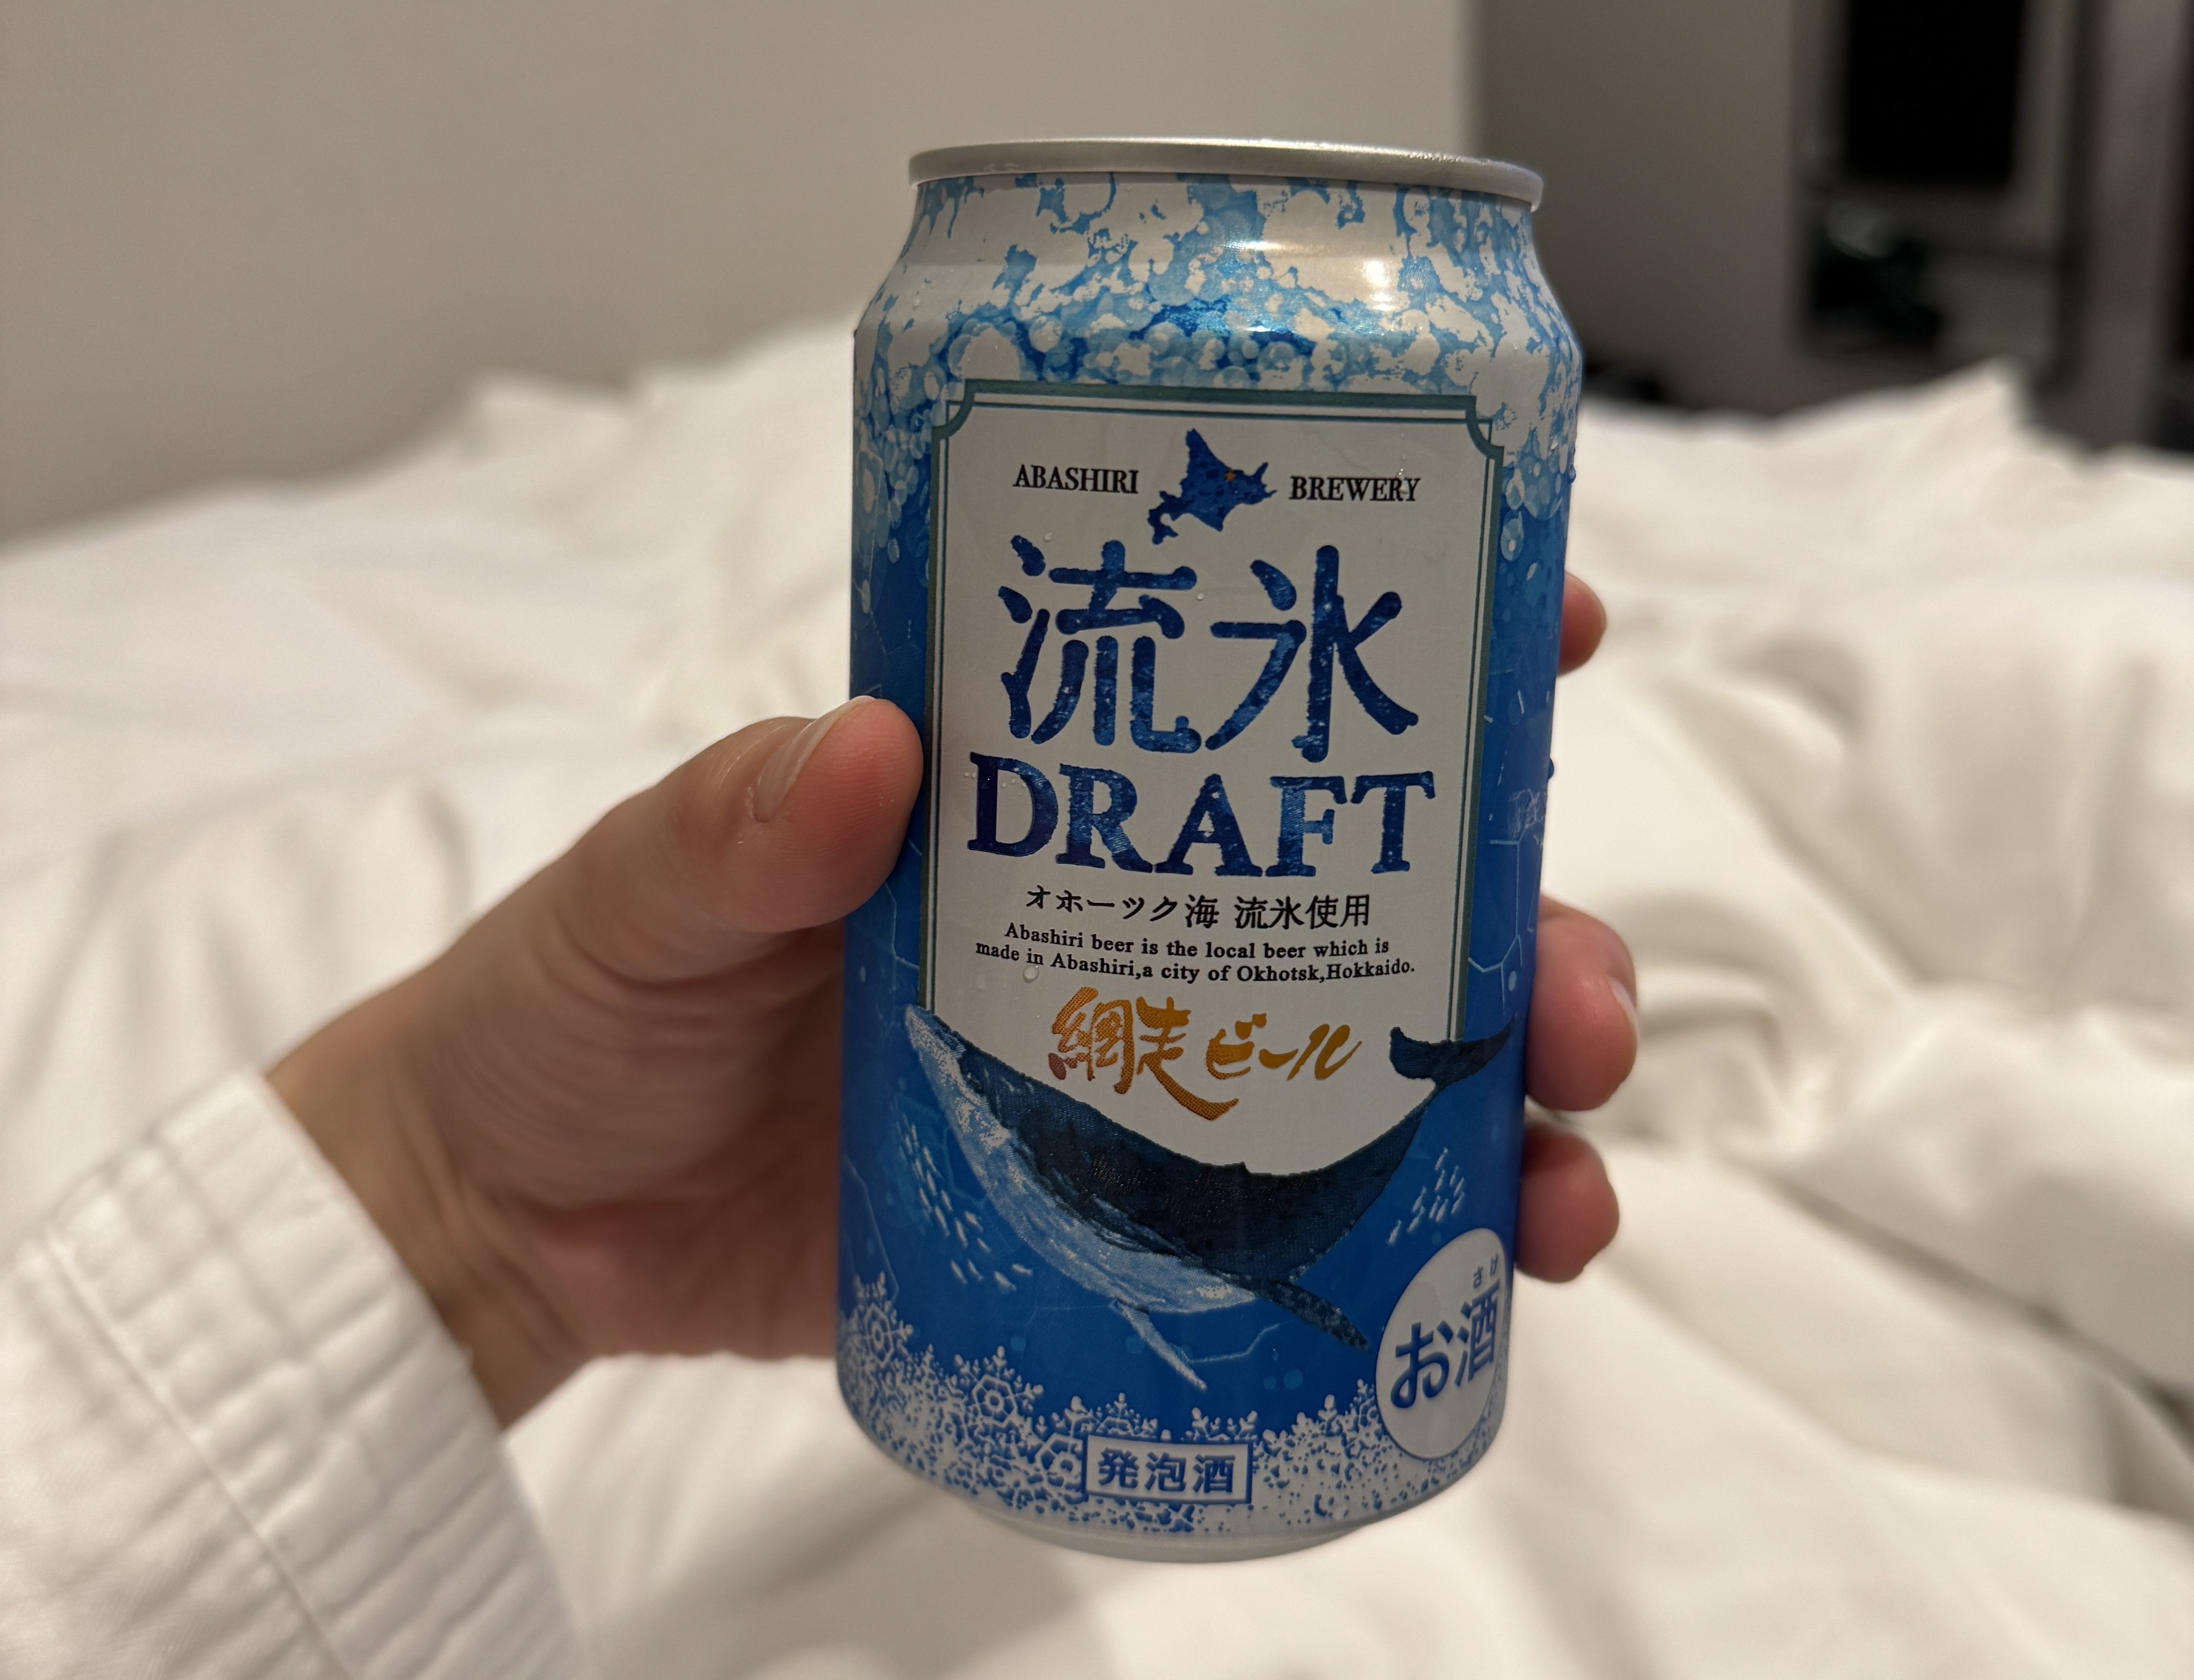 ABASHIRI BREWERY
流氷
DRAFT
オホーツク海 流氷使用
Abashiri beer is the local beer which is
made in Abashiri,a city of Okhotsk,Hokkaido.
網走ビール
さけ
お酒
発泡酒